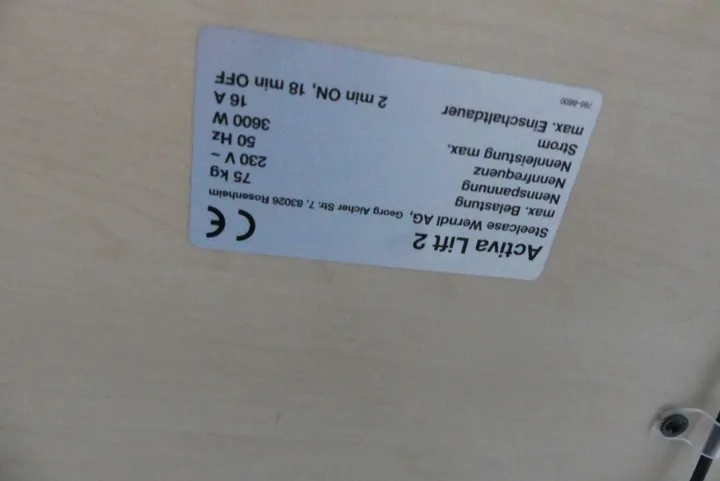 Activa Lift 2
Steelcase Werndl AG, Georg Aicher Str. 7, 83026 Rosenheim
CE
max. Belastung 75 kg
Nennspannung 230 V ~
Nennfrequenz 50 Hz
Nennleistung max. 3600 W
Strom 16 A
max. Einschaltdauer 2 min ON, 18 min OFF